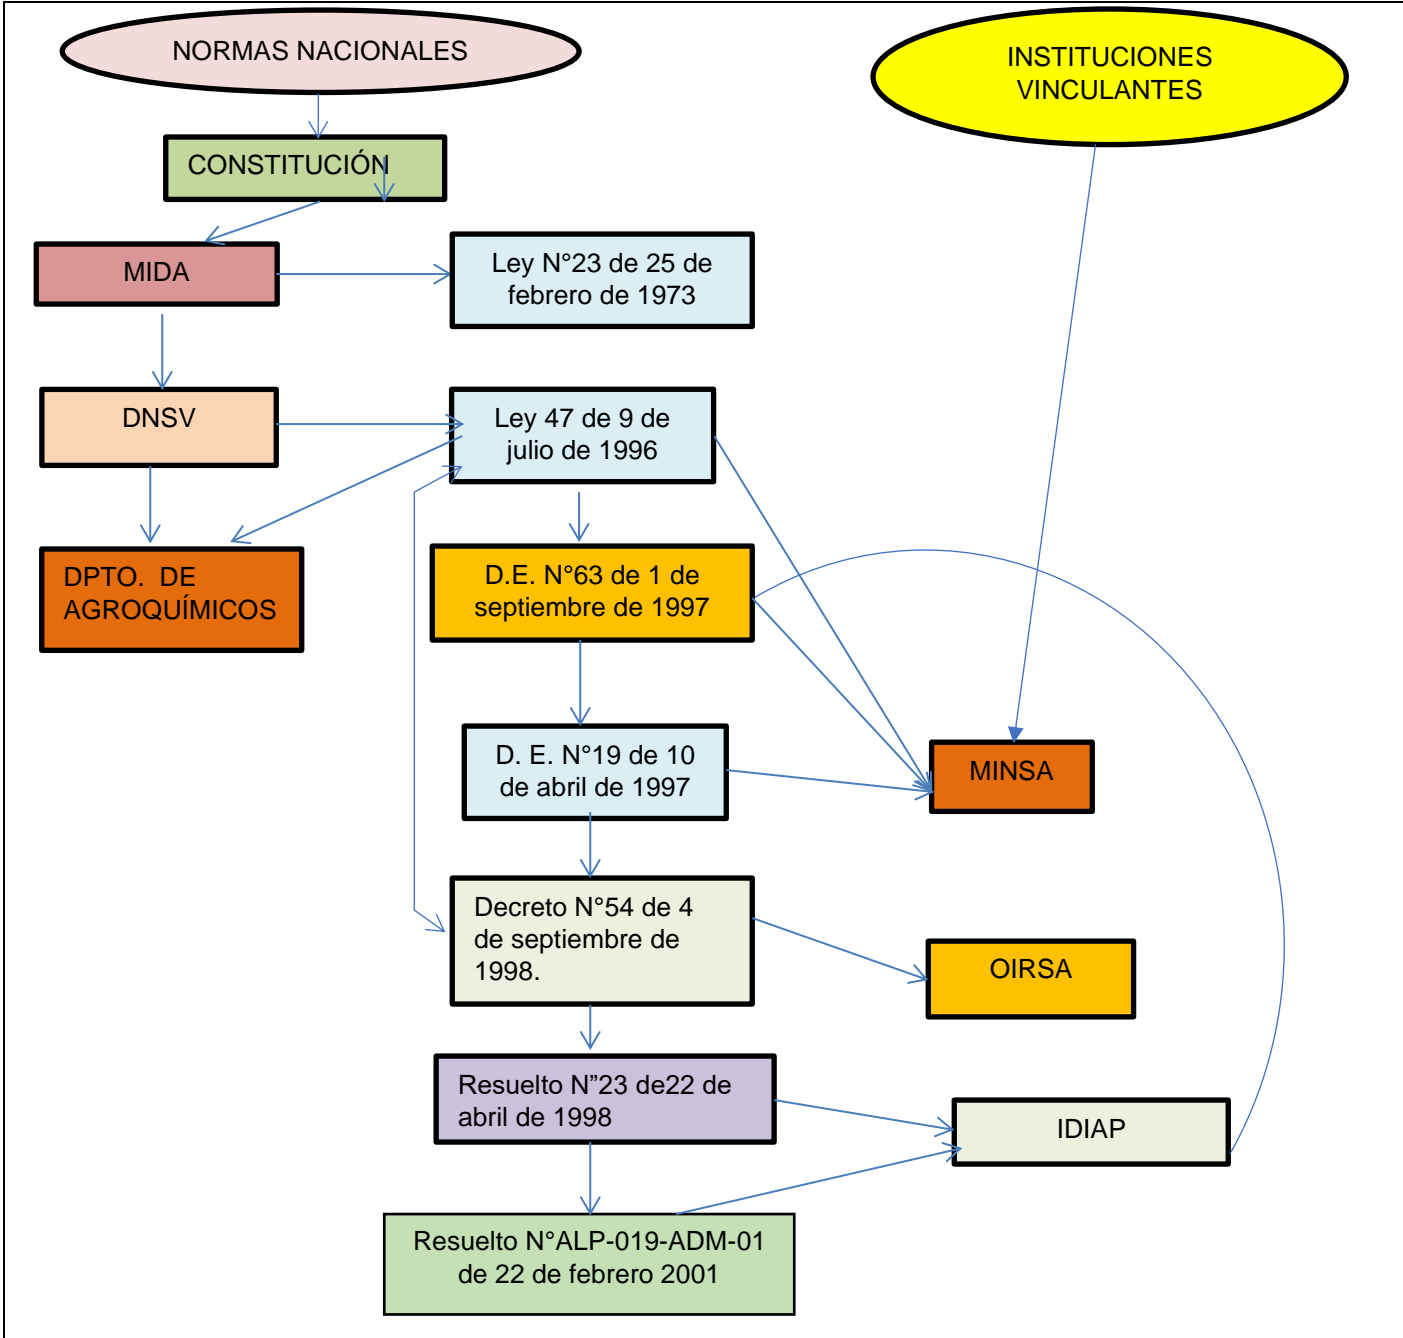 NORMAS NACIONALES
INSTITUCIONES
VINCULANTES
CONSTITUCIÓN
MIDA
Ley N°23 de 25 de
febrero de 1973
DNSV
Ley 47 de 9 de
julio de 1996
DPTO. DE
AGROQUÍMICOS
D.E. N°63 de 1 de
septiembre de 1997
D. E. N°19 de 10
de abril de 1997
MINSA
Decreto N°54 de 4
de septiembre de
1998.
OIRSA
Resuelto N”23 de22 de
abril de 1998
IDIAP
Resuelto N°ALP-019-ADM-01
de 22 de febrero 2001